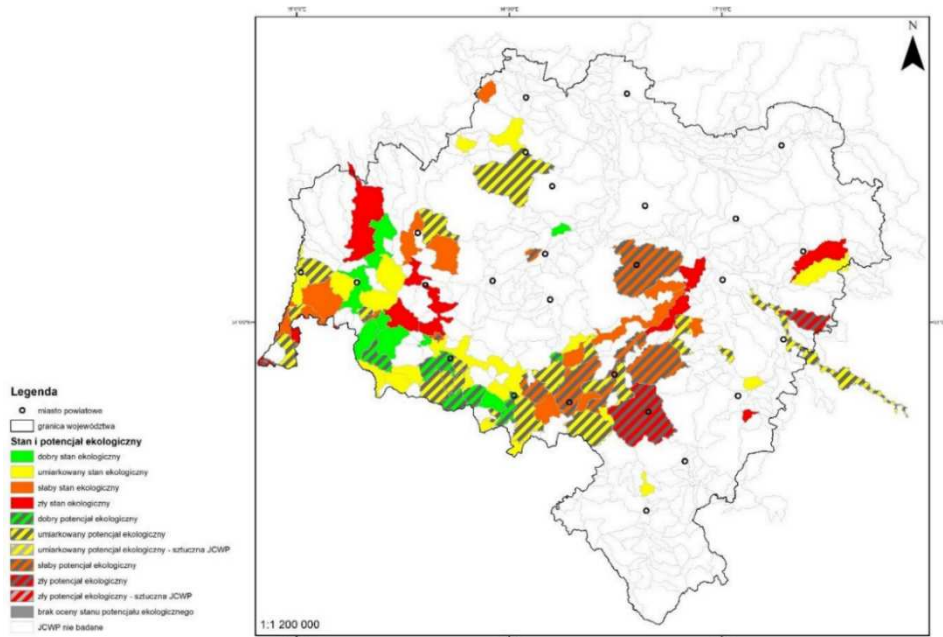 N
Legenda
miasto powiatowe
granica województwa
Stan i potencjał ekologiczny
dobry stan ekologiczny
umiarkowany stan ekologiczny
słaby stan ekologiczny
zły stan ekologiczny
dobry potencjał ekologiczny
umiarkowany potencjał ekologiczny
umiarkowany potencjał ekologiczny - sztuczna JCWP
słaby potencjał ekologiczny
zły potencjał ekologiczny
zły potencjał ekologiczny - sztuczna JCWP
brak oceny stanu potencjału ekologicznego
JCWP nie badane
1:1 200 000